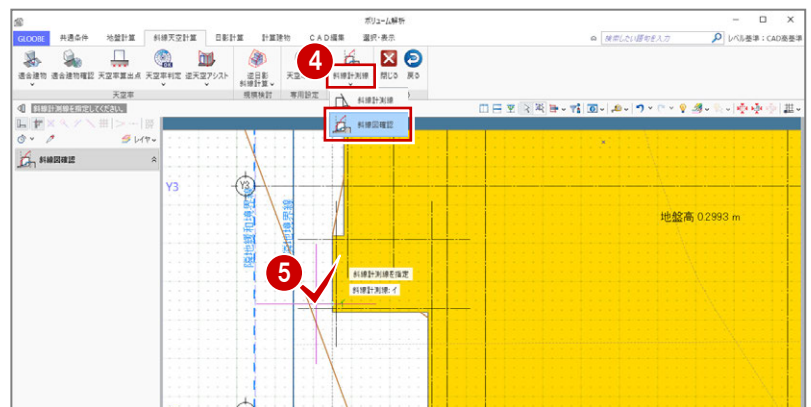 ボリューム解析
GLOOBE 共通条件 地盤計算 斜線天空計算 日影計算 計算建物 CAD編集 選択・表示
検索したい語句を入力 レベル基準：CAD座基準
適合建物 適合建物確認 天空率算出点 天空率判定 逆天空アシスト 逆日影 天空 斜線計測線 閉じる 戻る
斜線計算
天空率 規模検討 専用設定
4
斜線計測線
斜線図確認
斜線計測線を指定してください。
レイヤ
斜線図確認
Y3
Y3
隣地緩和境界線
隣地境界線
地盤高 0.2993 m
5
斜線計測線を指定
斜線計測線：イ